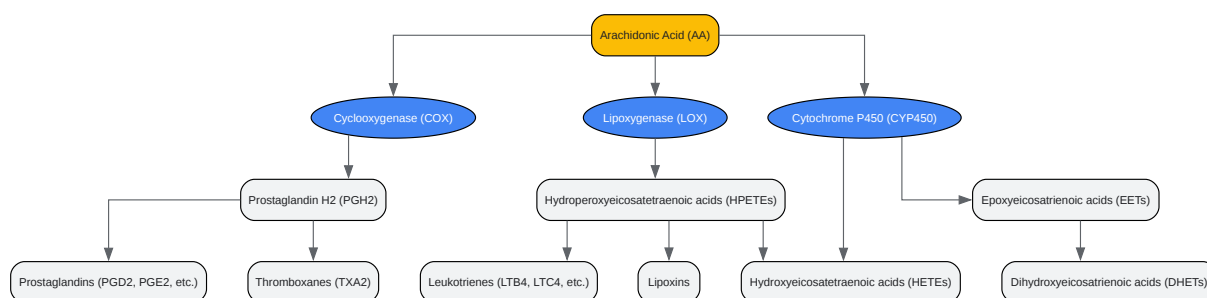 Arachidonic Acid (AA)
Cyclooxygenase (COX)
Lipoxygenase (LOX)
Cytochrome P450 (CYP450)
Prostaglandin H2 (PGH2)
Hydroperoxyeicosatetraenoic acids (HPETEs)
Epoxyeicosatrienoic acids (EETs)
Prostaglandins (PGD2, PGE2, etc.)
Thromboxanes (TXA2)
Leukotrienes (LTB4, LTC4, etc.)
Lipoxins
Hydroxyeicosatetraenoic acids (HETEs)
Dihydroxyeicosatrienoic acids (DHETs)